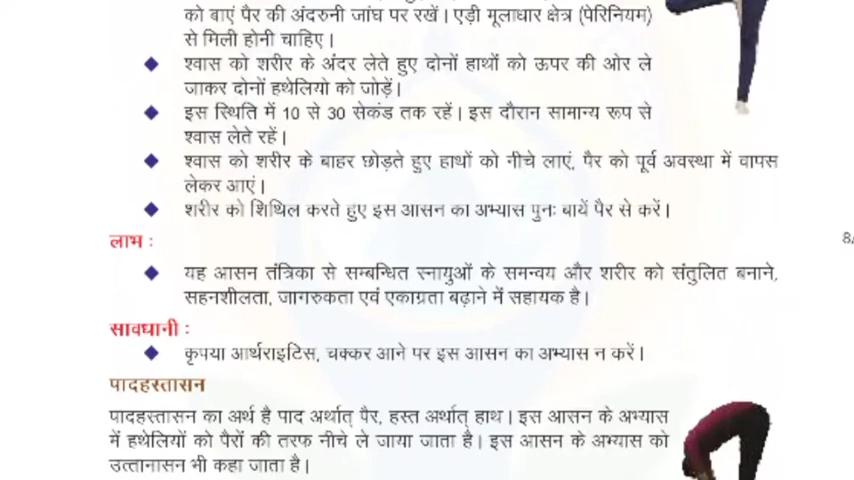 को बाएं पैर की अंदरुनी जांघ पर रखें। एड़ी मूलाधार क्षेत्र (पेरिनियम)
से मिली होनी चाहिए।
◆ श्वास को शरीर के अंदर लेते हुए दोनों हाथों को ऊपर की ओर ले
जाकर दोनों हथेलियो को जोड़ें।
◆ इस स्थिति में 10 से 30 सेकंड तक रहें। इस दौरान सामान्य रूप से
श्वास लेते रहें।
◆ श्वास को शरीर के बाहर छोड़ते हुए हाथों को नीचे लाएं, पैर को पूर्व अवस्था में वापस
लेकर आएं।
◆ शरीर को शिथिल करते हुए इस आसन का अभ्यास पुनः बायें पैर से करें।
लाभ :
8/
◆ यह आसन तंत्रिका से सम्बन्धित स्नायुओं के समन्वय और शरीर को संतुलित बनाने,
सहनशीलता, जागरुकता एवं एकाग्रता बढ़ाने में सहायक है।
सावधानी :
◆ कृपया आर्थराइटिस, चक्कर आने पर इस आसन का अभ्यास न करें।
पादहस्तासन
पादहस्तासन का अर्थ है पाद अर्थात् पैर, हस्त अर्थात् हाथ। इस आसन के अभ्यास
में हथेलियों को पैरों की तरफ नीचे ले जाया जाता है। इस आसन के अभ्यास को
उत्तानासन भी कहा जाता है।